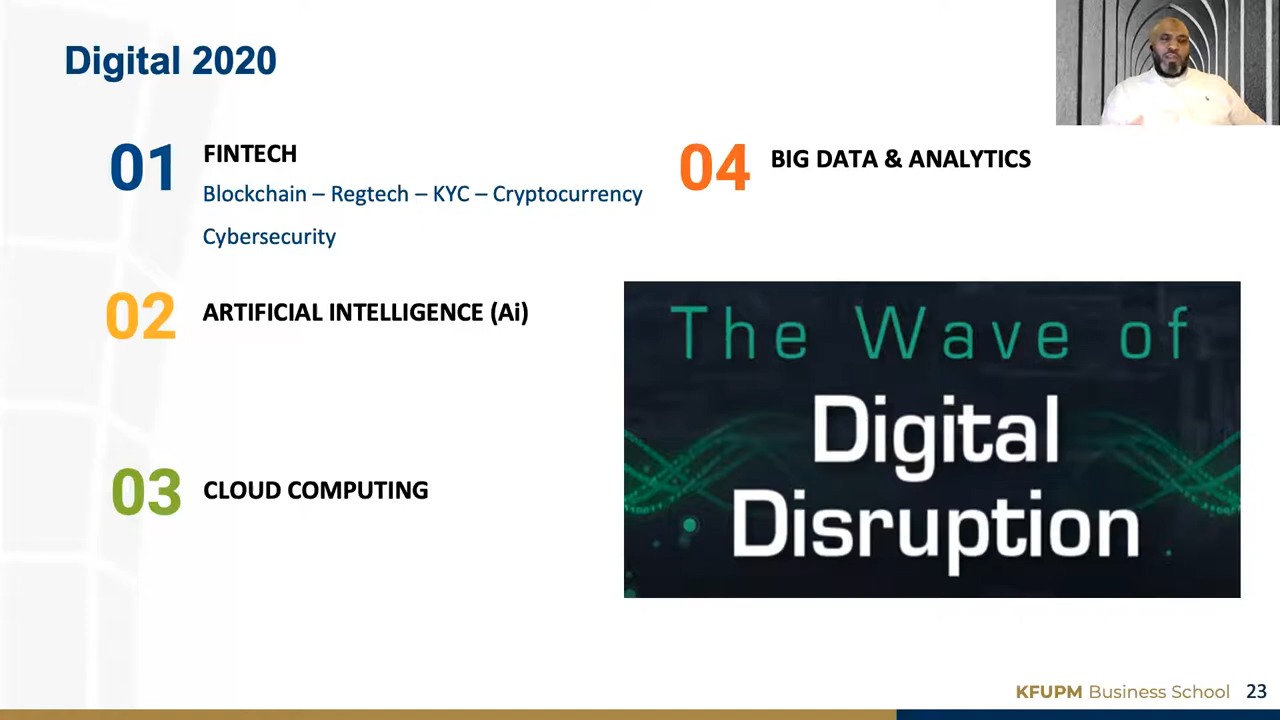 Digital 2020
01
FINTECH
Blockchain – Regtech – KYC – Cryptocurrency
Cybersecurity
02
ARTIFICIAL INTELLIGENCE (Ai)
03
CLOUD COMPUTING
04
BIG DATA & ANALYTICS
The Wave of
Digital
Disruption
KFUPM Business School 23